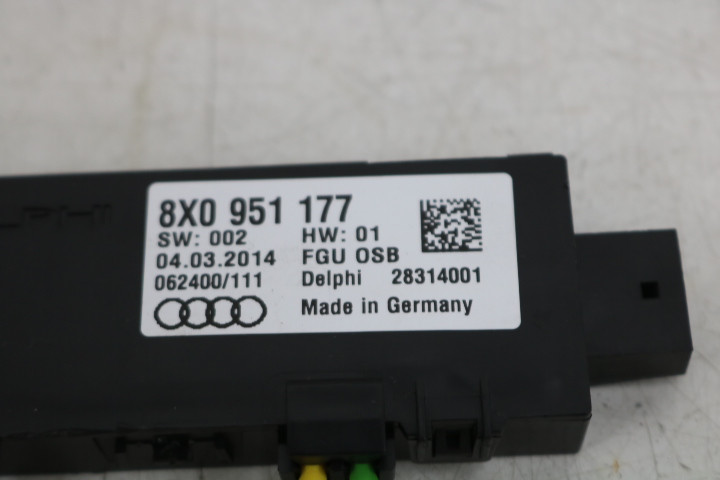 8X0 951 177
SW: 002 HW: 01
04.03.2014 FGU OSB
062400/111 Delphi 28314001
Made in Germany